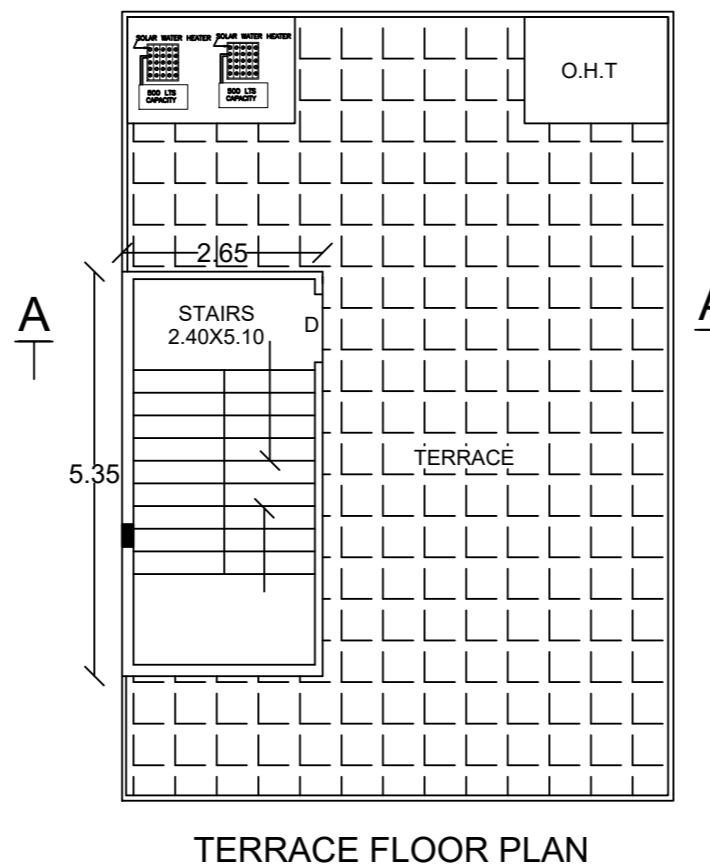 SOLAR WATER HEATER
SOLAR WATER HEATER
500 LTS
CAPACITY
500 LTS
CAPACITY
O.H.T
2.65
A
A
STAIRS
2.40X5.10
D
TERRACE
5.35
TERRACE FLOOR PLAN